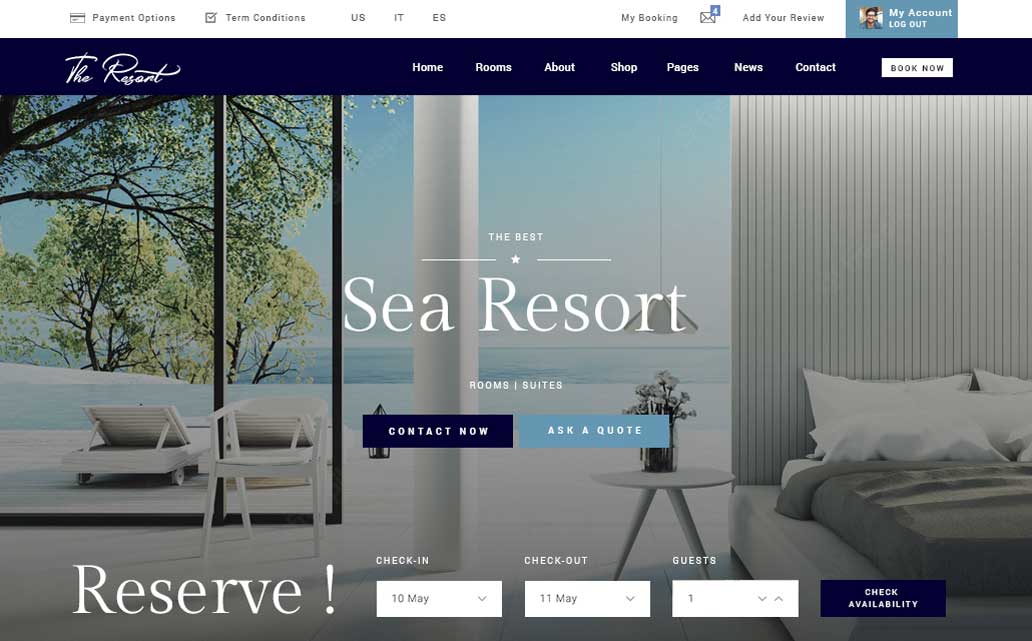 Payment Options
Term Conditions
US
IT
ES
My Booking
4
Add Your Review
My Account
LOG OUT
The Resort
Home
Rooms
About
Shop
Pages
News
Contact
BOOK NOW
THE BEST
Sea Resort
ROOMS | SUITES
CONTACT NOW
ASK A QUOTE
Reserve !
CHECK-IN
10 May
CHECK-OUT
11 May
GUESTS
1
CHECK
AVAILABILITY